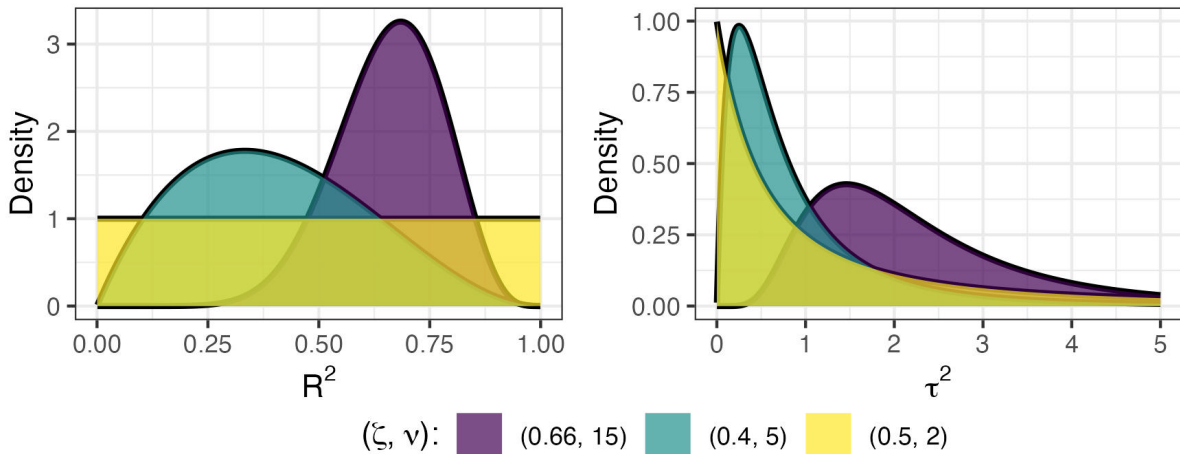 Density
3
2
1
0
0.00 0.25 0.50 0.75 1.00
R²
Density
1.00
0.75
0.50
0.25
0.00
0 1 2 3 4 5
τ²
(ζ, ν): (0.66, 15) (0.4, 5) (0.5, 2)